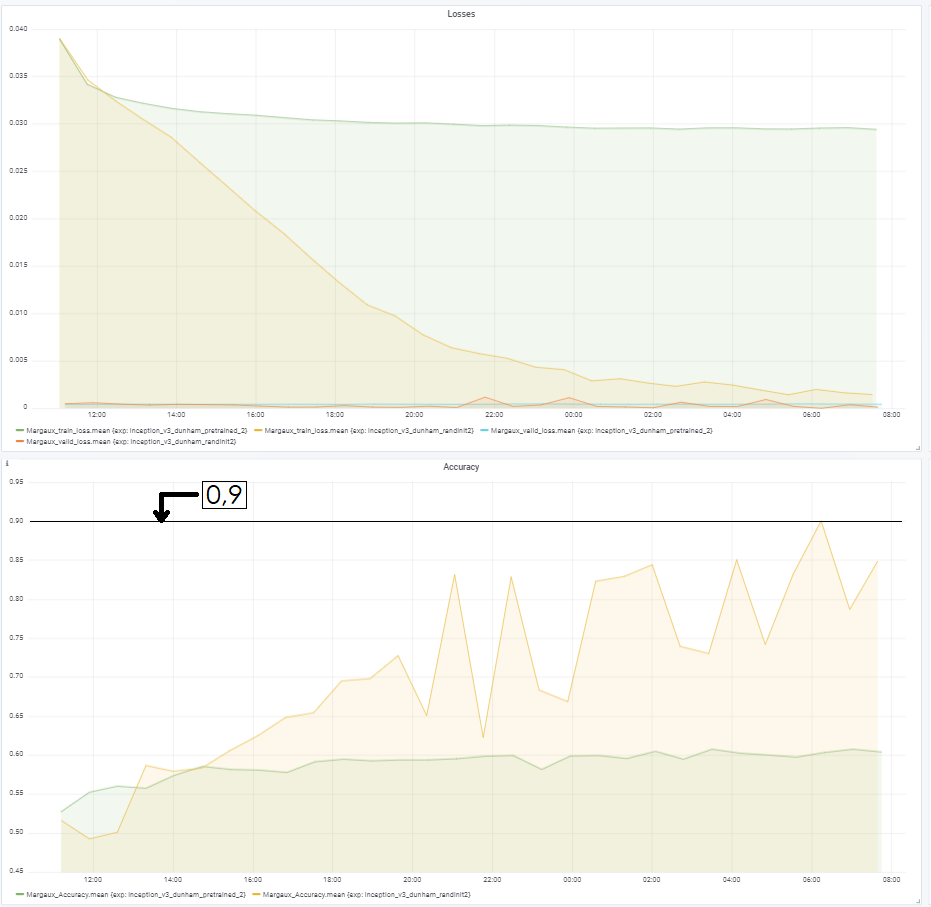 Losses
0.040
0.035
0.030
0.025
0.020
0.015
0.010
0.005
0
12:00 14:00 16:00 18:00 20:00 22:00 00:00 02:00 04:00 06:00 08:00
Margaux_train_loss.mean {exp: inception_v3_dunham_pretrained_2} Margaux_train_loss.mean {exp: inception_v3_dunham_randinit2} Margaux_valid_loss.mean {exp: inception_v3_dunham_pretrained_2}
Margaux_valid_loss.mean {exp: inception_v3_dunham_randinit2}
i
Accuracy
0.95
0,9
0.90
0.85
0.80
0.75
0.70
0.65
0.60
0.55
0.50
0.45
12:00 14:00 16:00 18:00 20:00 22:00 00:00 02:00 04:00 06:00 08:00
Margaux_Accuracy.mean {exp: inception_v3_dunham_pretrained_2} Margaux_Accuracy.mean {exp: inception_v3_dunham_randinit2}